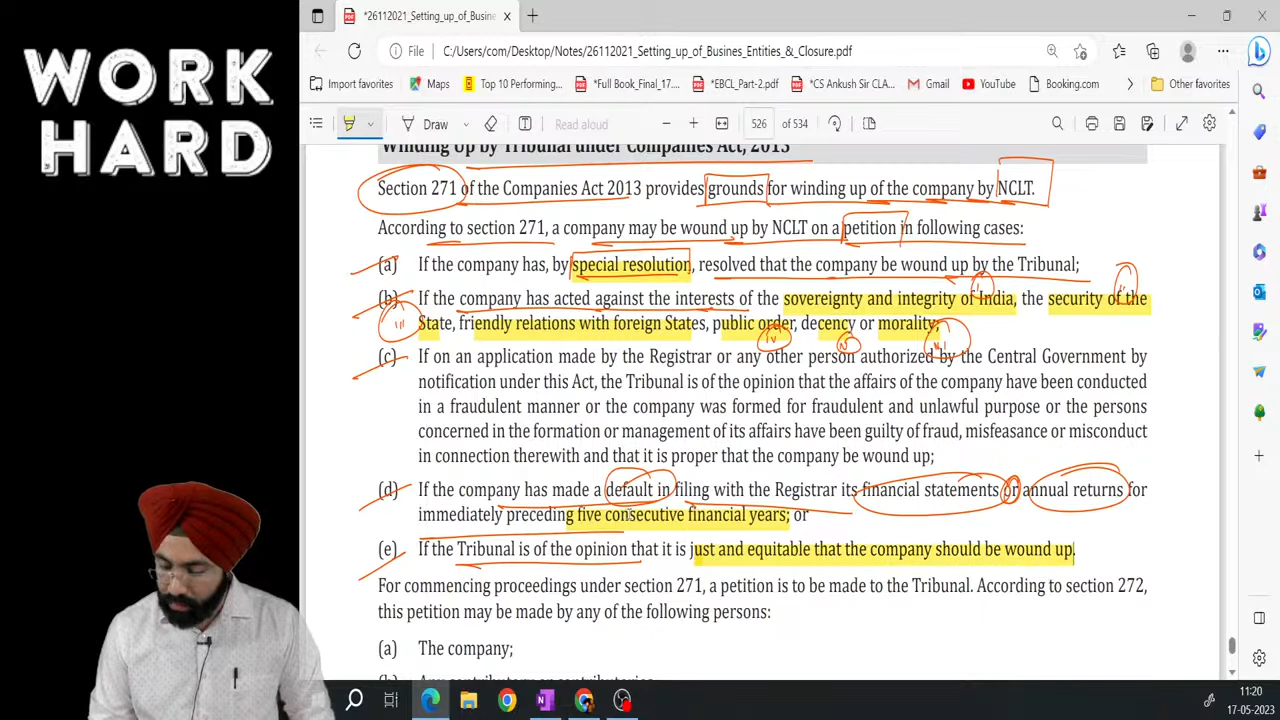 WORK
HARD
*26112021_Setting_up_of_Busine
File
C:/Users/com/Desktop/Notes/26112021_Setting_up_of_Busines_Entities_&_Closure.pdf
Import favorites
Maps
Top 10 Performing...
*Full Book_Final_17....
*EBCL_Part-2.pdf
*CS Ankush Sir CLA...
Gmail
YouTube
Booking.com
Other favorites
Draw
Read aloud
526 of 534
Winding Up by Tribunal under Companies Act, 2013
Section 271 of the Companies Act 2013 provides grounds for winding up of the company by NCLT.
According to section 271, a company may be wound up by NCLT on a petition in following cases:
(a) If the company has, by special resolution, resolved that the company be wound up by the Tribunal;
(b) If the company has acted against the interests of the sovereignty and integrity of India, the security of the
State, friendly relations with foreign States, public order, decency or morality;
(c) If on an application made by the Registrar or any other person authorized by the Central Government by
notification under this Act, the Tribunal is of the opinion that the affairs of the company have been conducted
in a fraudulent manner or the company was formed for fraudulent and unlawful purpose or the persons
concerned in the formation or management of its affairs have been guilty of fraud, misfeasance or misconduct
in connection therewith and that it is proper that the company be wound up;
(d) If the company has made a default in filing with the Registrar its financial statements or annual returns for
immediately preceding five consecutive financial years; or
(e) If the Tribunal is of the opinion that it is just and equitable that the company should be wound up.
For commencing proceedings under section 271, a petition is to be made to the Tribunal. According to section 272,
this petition may be made by any of the following persons:
(a) The company;
11:20
17-05-2023